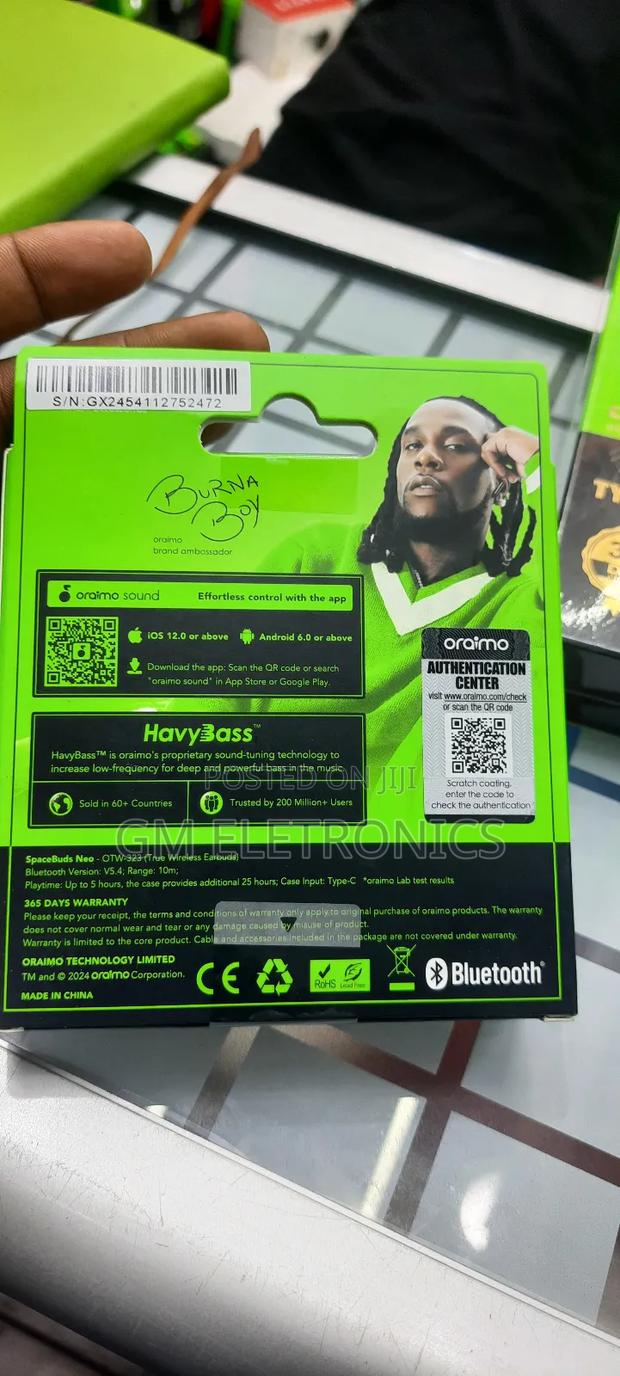 S/N:GX2454112752472
BURNA
BOY
oraimo
brand ambassador
oraimo sound
Effortless control with the app
iOS 12.0 or above
Android 6.0 or above
Download the app: Scan the QR code or search
"oraimo sound" in App Store or Google Play.
HavyBass™
HavyBass™ is oraimo's proprietary sound-tuning technology to
increase low-frequency for deep and powerful bass in the music
Sold in 60+ Countries
Trusted by 200 Million+ Users
oraimo
AUTHENTICATION
CENTER
visit www.oraimo.com/check
or scan the QR code
Scratch coating,
enter the code to
check the authentication
POSTED ON JIJI
GM ELETRONICS
SpaceBuds Neo - OTW-323 (True Wireless Earbuds)
Bluetooth Version: V5.4; Range: 10m;
Playtime: Up to 5 hours, the case provides additional 25 hours; Case Input: Type-C *oraimo Lab test results
365 DAYS WARRANTY
Please keep your receipt, the terms and conditions of warranty only apply to original purchase of oraimo products. The warranty
does not cover normal wear and tear or any damage caused by misuse of product.
Warranty is limited to the core product. Cable and accessories included in the package are not covered under warranty.
ORAIMO TECHNOLOGY LIMITED
TM and © 2024 oraimo Corporation.
MADE IN CHINA
CE
RoHS
Lead Free
Bluetooth®